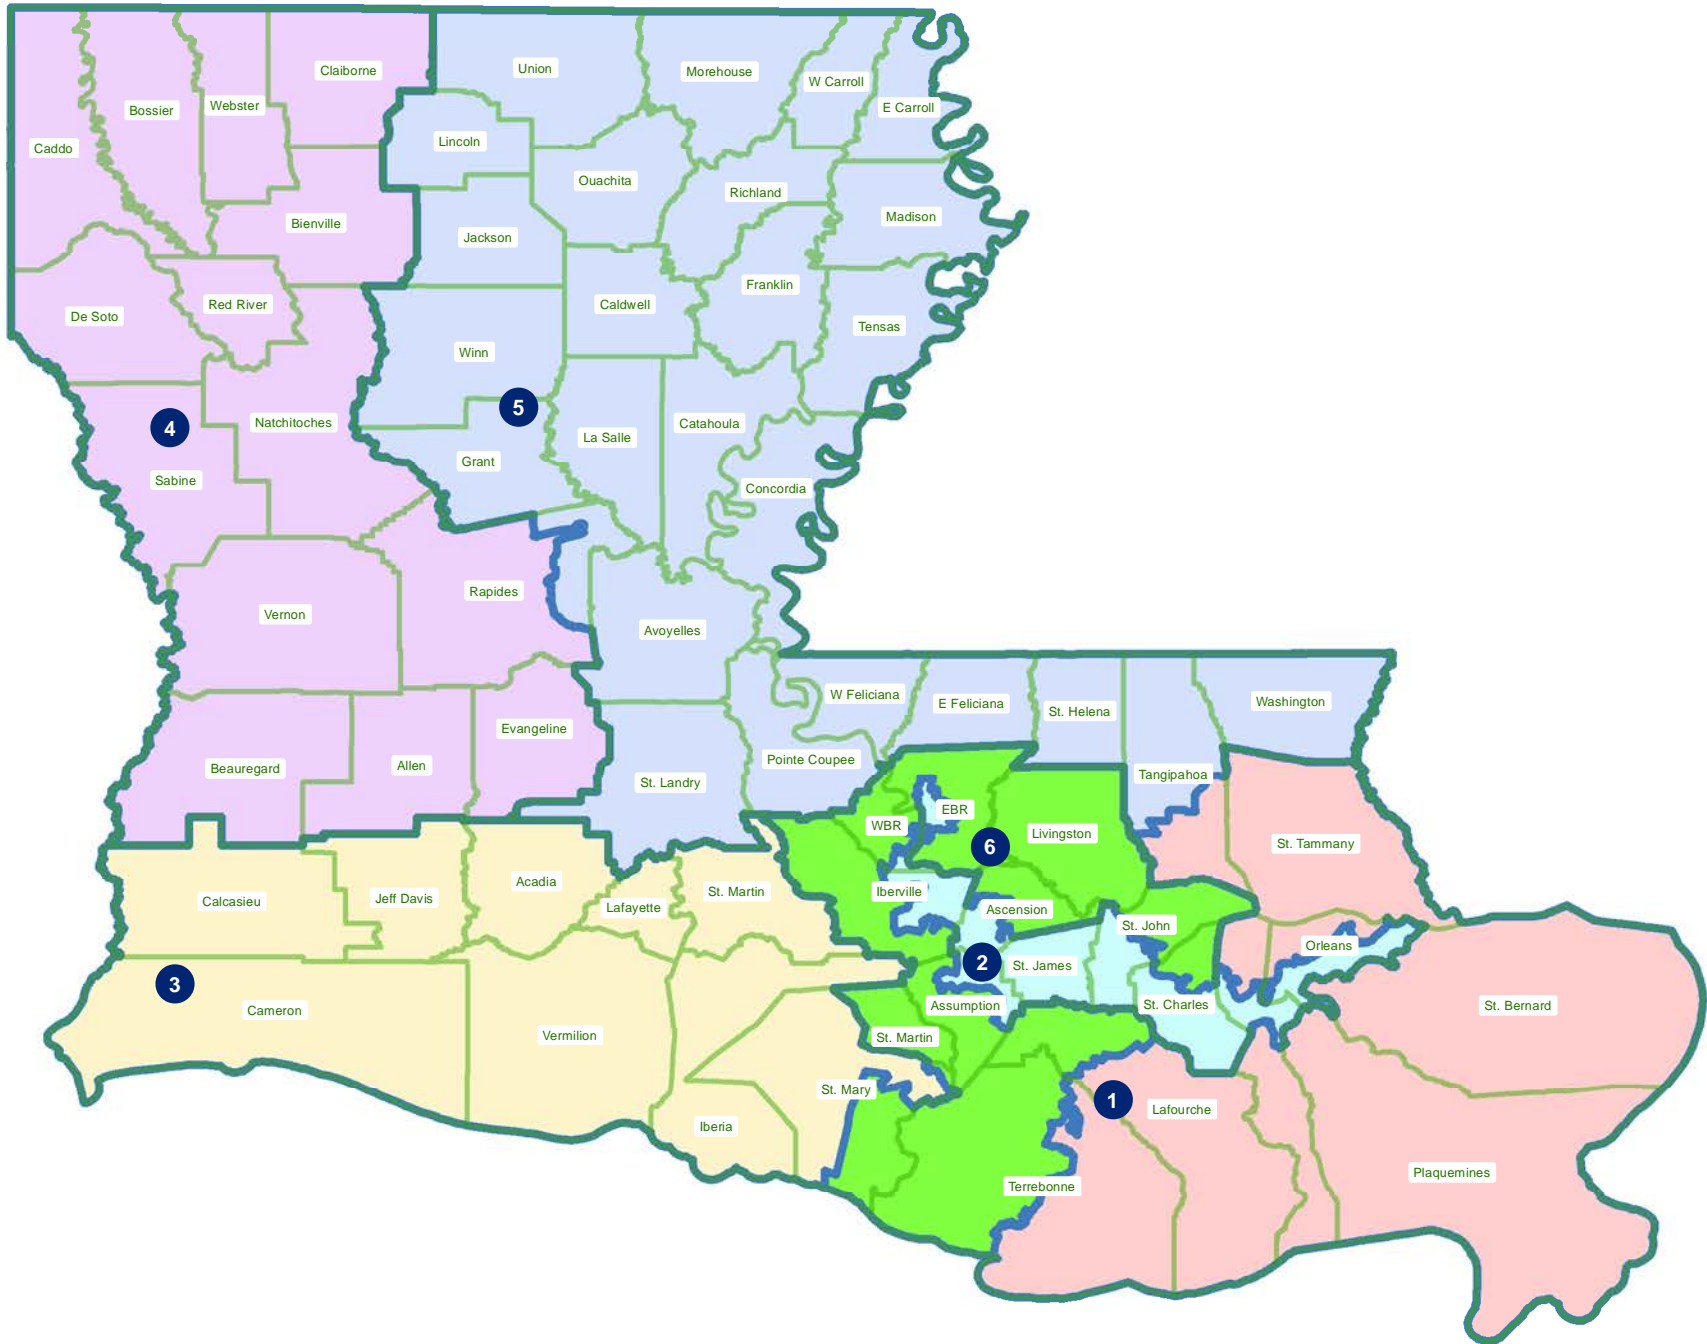 Union
Claiborne
Morehouse
W Carroll
Webster
E Carroll
Bossier
Lincoln
Caddo
Ouachita
Richland
Madison
Bienville
Jackson
Franklin
Red River
Caldwell
De Soto
Tensas
Winn
5
Natchitoches
Catahoula
4
La Salle
Grant
Sabine
Concordia
Rapides
Vernon
Avoyelles
W Feliciana
Washington
E Feliciana
St. Helena
Evangeline
Pointe Coupee
Allen
Beauregard
Tangipahoa
St. Landry
EBR
WBR
Livingston
St. Tammany
6
Acadia
Iberville
St. Martin
Jeff Davis
Calcasieu
Lafayette
Ascension
St. John
Orleans
2
St. James
3
St. Charles
Assumption
St. Bernard
Cameron
Vermilion
St. Martin
St. Mary
1
Lafourche
Iberia
Plaquemines
Terrebonne